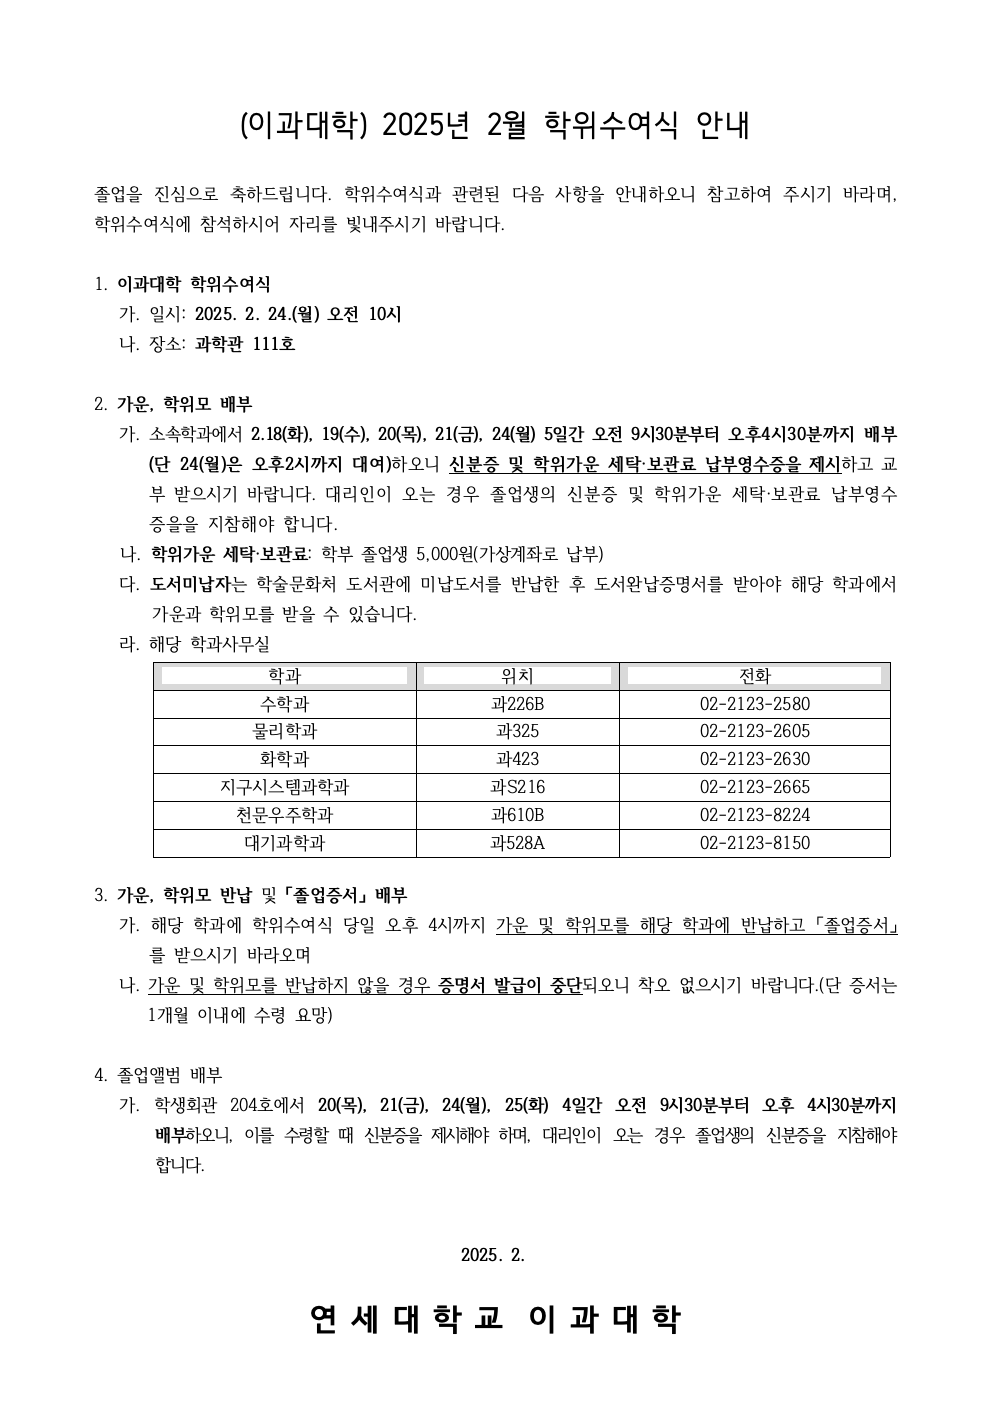 (이과대학) 2025년 2월 학위수여식 안내
졸업을 진심으로 축하드립니다. 학위수여식과 관련된 다음 사항을 안내하오니 참고하여 주시기 바라며,
학위수여식에 참석하시어 자리를 빛내주시기 바랍니다.
1. 이과대학 학위수여식
가. 일시: 2025. 2. 24.(월) 오전 10시
나. 장소: 과학관 111호
2. 가운, 학위모 배부
가. 소속학과에서 2.18(화), 19(수), 20(목), 21(금), 24(월) 5일간 오전 9시30분부터 오후4시30분까지 배부
(단 24(월)은 오후2시까지 대여)하오니 신분증 및 학위가운 세탁·보관료 납부영수증을 제시하고 교
부 받으시기 바랍니다. 대리인이 오는 경우 졸업생의 신분증 및 학위가운 세탁·보관료 납부영수
증을을 지참해야 합니다.
나. 학위가운 세탁·보관료: 학부 졸업생 5,000원(가상계좌로 납부)
다. 도서미납자는 학술문화처 도서관에 미납도서를 반납한 후 도서완납증명서를 받아야 해당 학과에서
가운과 학위모를 받을 수 있습니다.
라. 해당 학과사무실
학과 위치 전화
수학과 과226B 02-2123-2580
물리학과 과325 02-2123-2605
화학과 과423 02-2123-2630
지구시스템과학과 과S216 02-2123-2665
천문우주학과 과610B 02-2123-8224
대기과학과 과528A 02-2123-8150
3. 가운, 학위모 반납 및 「졸업증서」 배부
가. 해당 학과에 학위수여식 당일 오후 4시까지 가운 및 학위모를 해당 학과에 반납하고 「졸업증서」
를 받으시기 바라오며
나. 가운 및 학위모를 반납하지 않을 경우 증명서 발급이 중단되오니 착오 없으시기 바랍니다.(단 증서는
1개월 이내에 수령 요망)
4. 졸업앨범 배부
가. 학생회관 204호에서 20(목), 21(금), 24(월), 25(화) 4일간 오전 9시30분부터 오후 4시30분까지
배부하오니, 이를 수령할 때 신분증을 제시해야 하며, 대리인이 오는 경우 졸업생의 신분증을 지참해야
합니다.
2025. 2.
연세대학교 이과대학